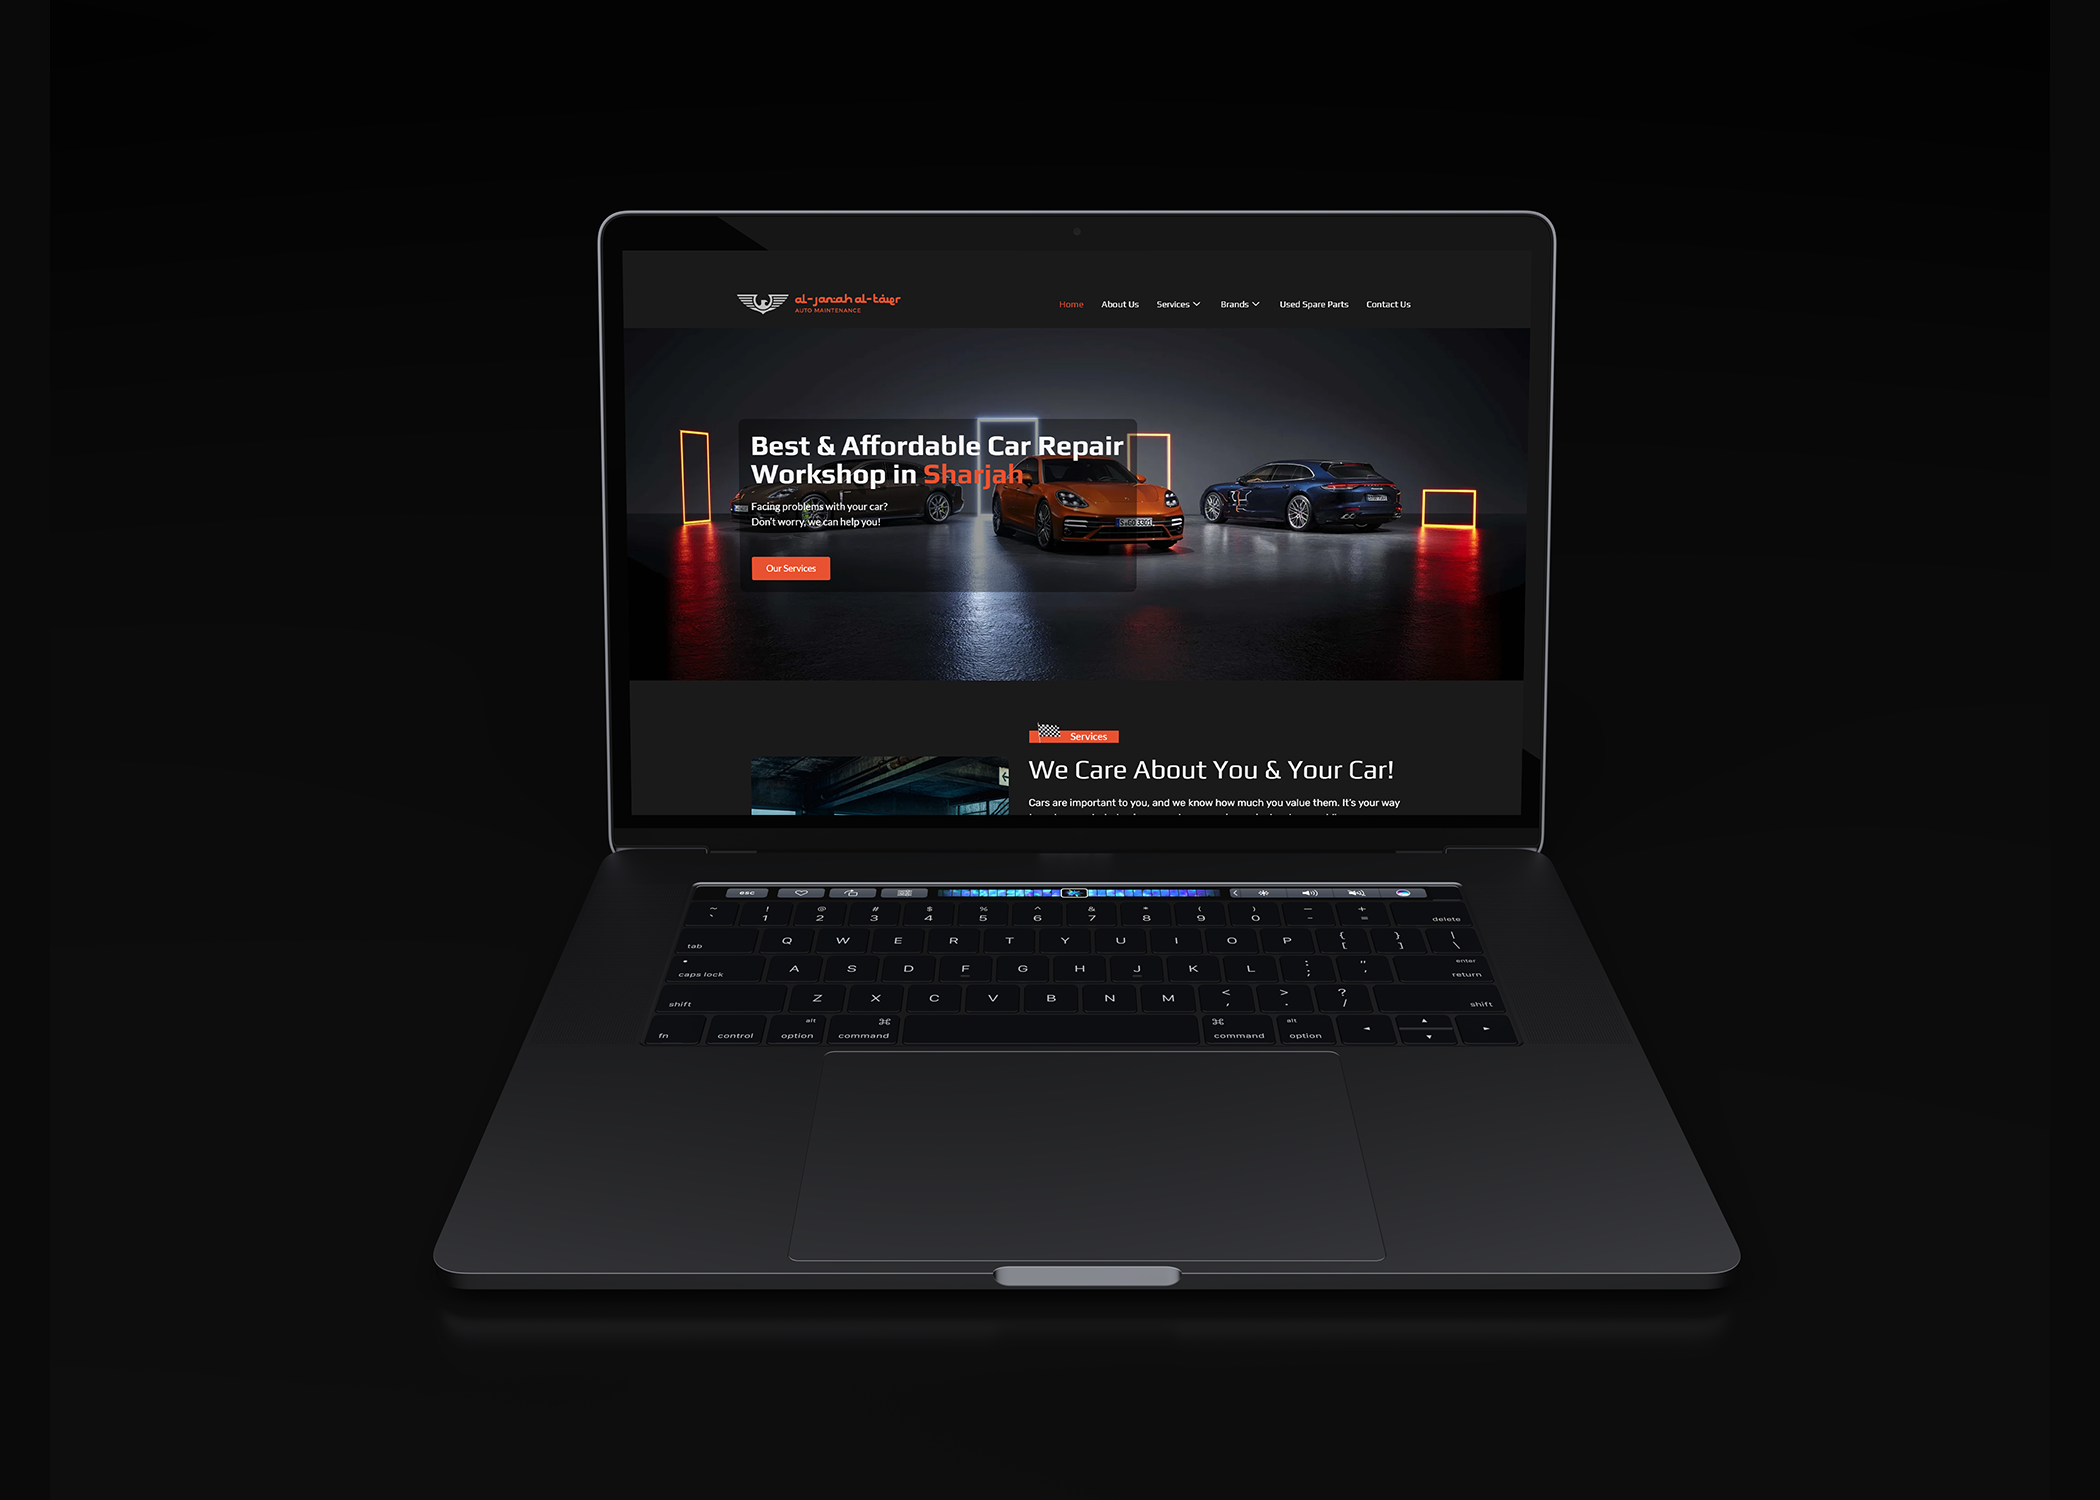 al-janah al-tayer
AUTO MAINTENANCE
Home About Us Services Brands Used Spare Parts Contact Us
Best & Affordable Car Repair
Workshop in Sharjah
Facing problems with your car?
Don't worry, we can help you!
Our Services
Services
We Care About You & Your Car!
Cars are important to you, and we know how much you value them. It's your way
esc
~ ! @ # $ % ^ & * ( ) — +
` 1 2 3 4 5 6 7 8 9 0 - = delete
tab Q W E R T Y U I O P { [ } ] | \
caps lock A S D F G H J K L : ; " ' enter return
shift Z X C V B N M < , > . ? / shift
fn control alt option ⌘ command ⌘ command alt option